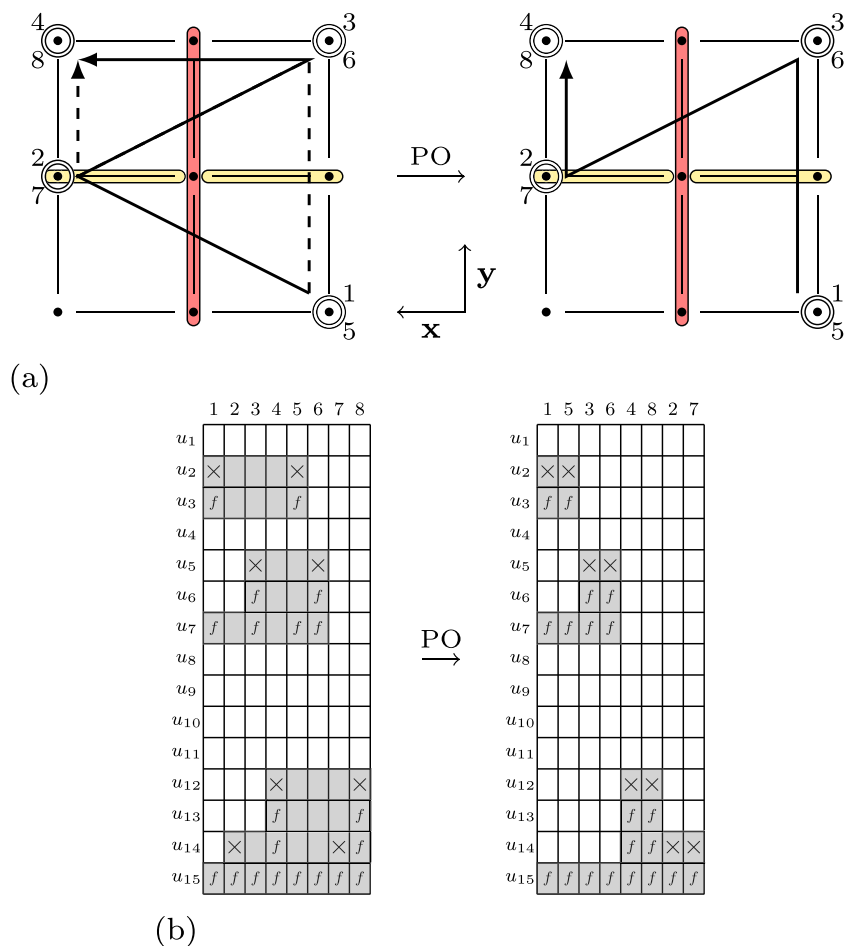 4 3 4 3
8 6 8 6
2 PO 2
7 7
y
1 1
x
5 5
(a)
1 2 3 4 5 6 7 8 1 5 3 6 4 8 2 7
u1 u1
u2 × × u2 × ×
u3 f f u3 f f
u4 u4
u5 × × u5 × ×
u6 f f u6 f f
u7 f f f f u7 f f f f
PO
u8 u8
u9 u9
u10 u10
u11 u11
u12 × × u12 × ×
u13 f f u13 f f
u14 × f × f u14 f f × ×
u15 f f f f f f f f u15 f f f f f f f f
(b)